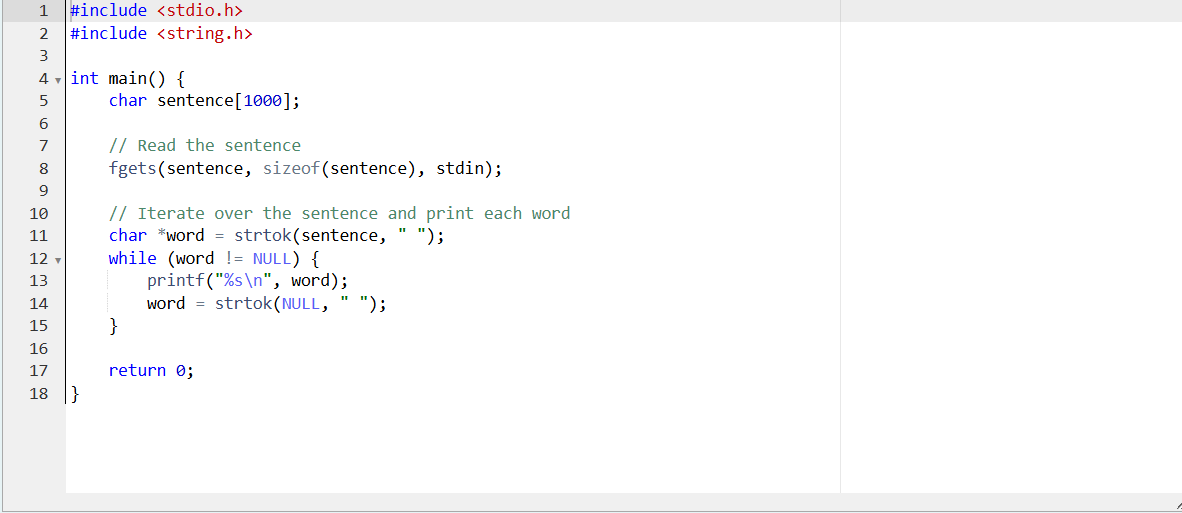 1 #include <stdio.h>
2 #include <string.h>
3
4 int main() {
5     char sentence[1000];
6
7     // Read the sentence
8     fgets(sentence, sizeof(sentence), stdin);
9
10     // Iterate over the sentence and print each word
11     char *word = strtok(sentence, " ");
12     while (word != NULL) {
13         printf("%s\n", word);
14         word = strtok(NULL, " ");
15     }
16
17     return 0;
18 }